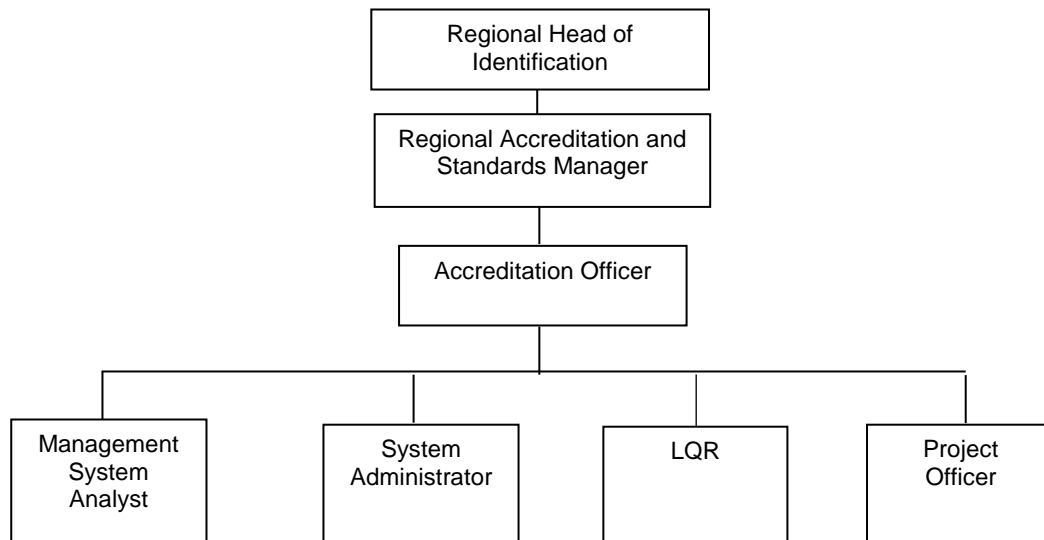 Regional Head of
Identification
Regional Accreditation and
Standards Manager
Accreditation Officer
Management
System
Analyst
System
Administrator
LQR
Project
Officer